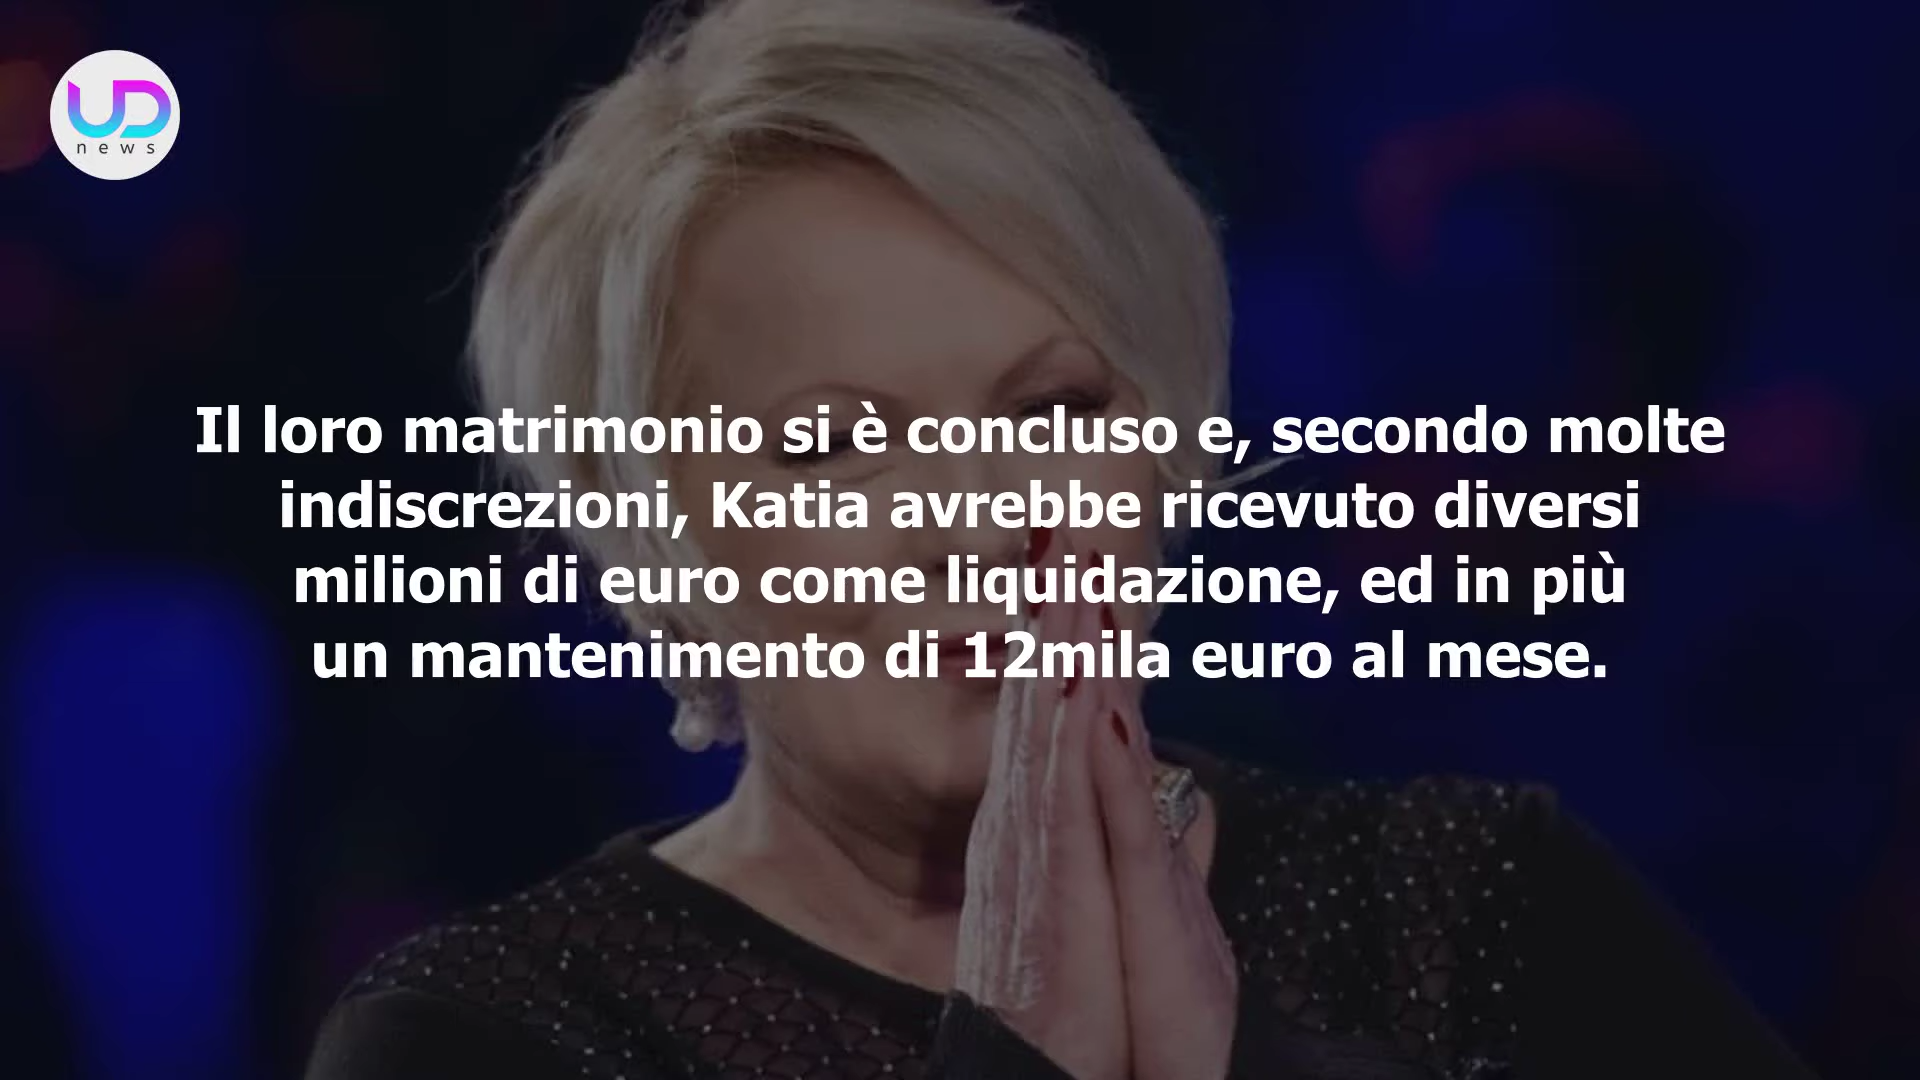 UD
news
Il loro matrimonio si è concluso e, secondo molte
indiscrezioni, Katia avrebbe ricevuto diversi
milioni di euro come liquidazione, ed in più
un mantenimento di 12mila euro al mese.